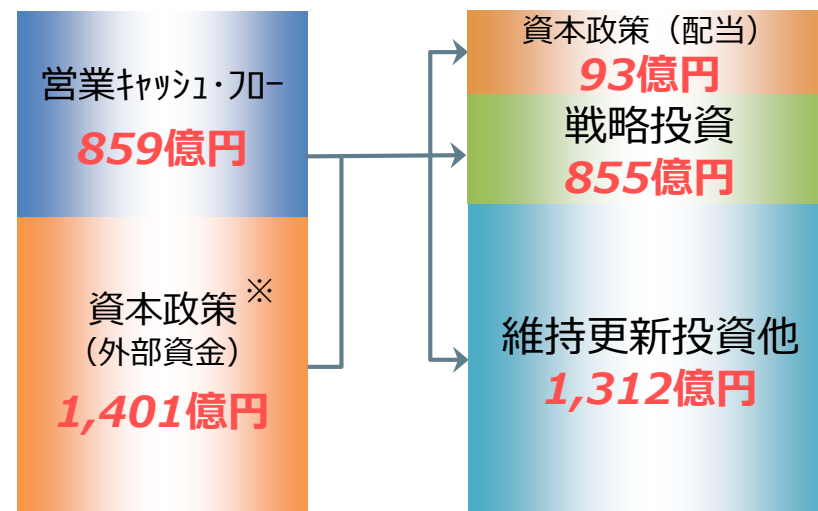 営業ｷｬｯｼｭ･ﾌﾛｰ
859億円
資本政策※
（外部資金）
1,401億円
資本政策（配当）
93億円
戦略投資
855億円
維持更新投資他
1,312億円